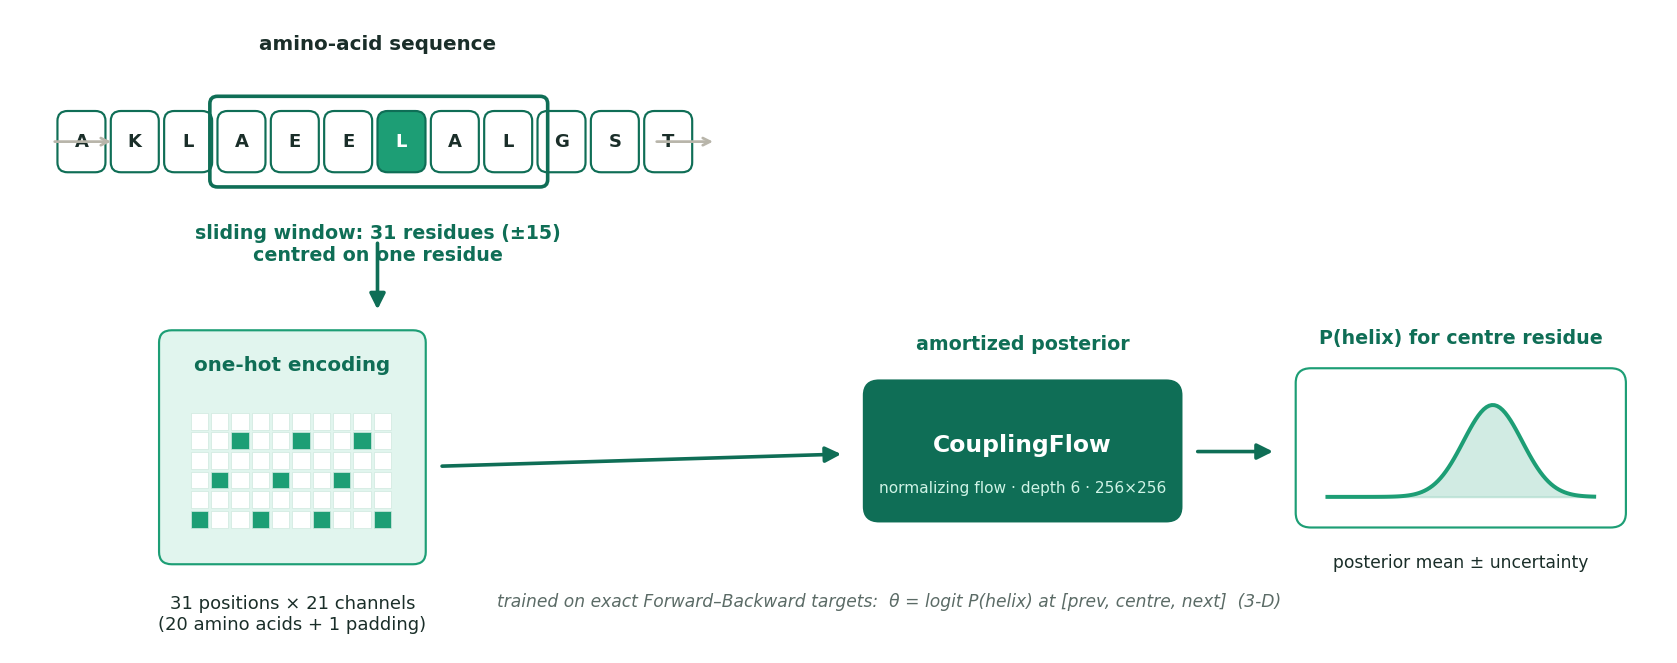 amino-acid sequence
A K L A E E L A L G S T
sliding window: 31 residues (±15)
centred on one residue
one-hot encoding
31 positions × 21 channels
(20 amino acids + 1 padding)
amortized posterior
CouplingFlow
normalizing flow · depth 6 · 256×256
P(helix) for centre residue
posterior mean ± uncertainty
trained on exact Forward–Backward targets:  θ = logit P(helix) at [prev, centre, next]  (3-D)